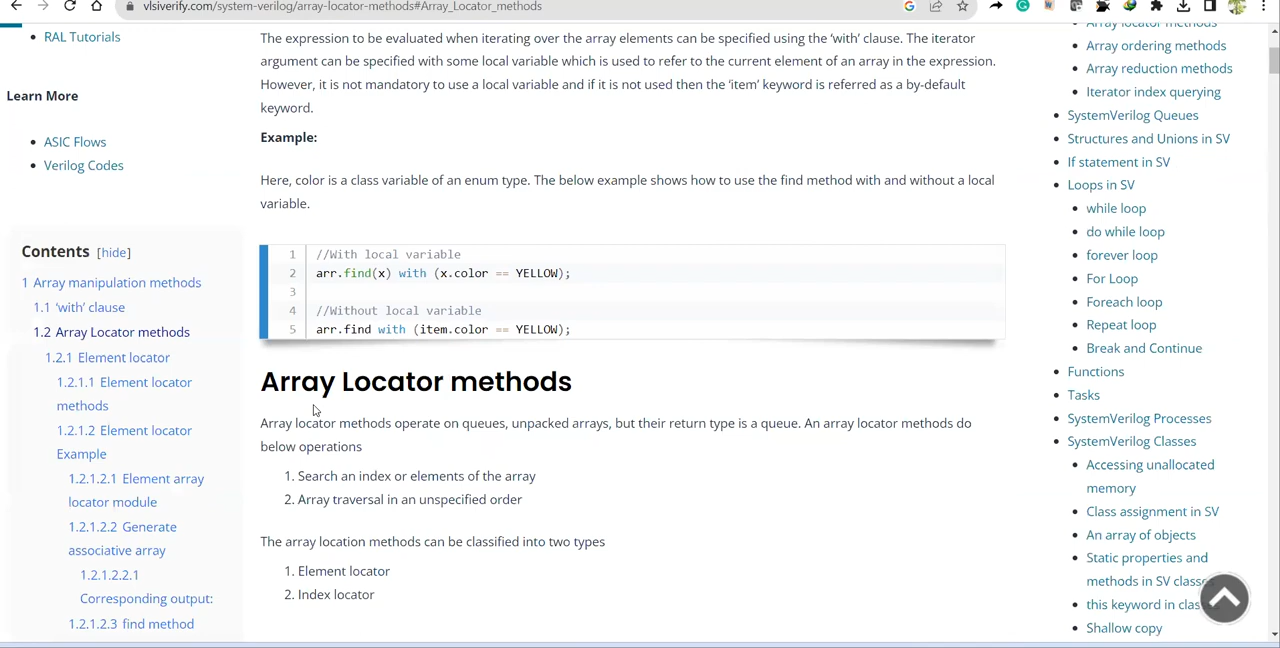 vlsiverify.com/system-verilog/array-locator-methods#Array_Locator_methods
RAL Tutorials
Learn More
ASIC Flows
Verilog Codes
Contents [hide]
1 Array manipulation methods
1.1 ‘with’ clause
1.2 Array Locator methods
1.2.1 Element locator
1.2.1.1 Element locator
methods
1.2.1.2 Element locator
Example
1.2.1.2.1 Element array
locator module
1.2.1.2.2 Generate
associative array
1.2.1.2.2.1
Corresponding output:
1.2.1.2.3 find method
The expression to be evaluated when iterating over the array elements can be specified using the ‘with’ clause. The iterator
argument can be specified with some local variable which is used to refer to the current element of an array in the expression.
However, it is not mandatory to use a local variable and if it is not used then the ‘item’ keyword is referred as a by-default
keyword.
Example:
Here, color is a class variable of an enum type. The below example shows how to use the find method with and without a local
variable.
1 //With local variable
2 arr.find(x) with (x.color == YELLOW);
3
4 //Without local variable
5 arr.find with (item.color == YELLOW);
Array Locator methods
Array locator methods operate on queues, unpacked arrays, but their return type is a queue. An array locator methods do
below operations
1. Search an index or elements of the array
2. Array traversal in an unspecified order
The array location methods can be classified into two types
1. Element locator
2. Index locator
Array locator methods
Array ordering methods
Array reduction methods
Iterator index querying
SystemVerilog Queues
Structures and Unions in SV
If statement in SV
Loops in SV
while loop
do while loop
forever loop
For Loop
Foreach loop
Repeat loop
Break and Continue
Functions
Tasks
SystemVerilog Processes
SystemVerilog Classes
Accessing unallocated
memory
Class assignment in SV
An array of objects
Static properties and
methods in SV classes
this keyword in
Shallow copy